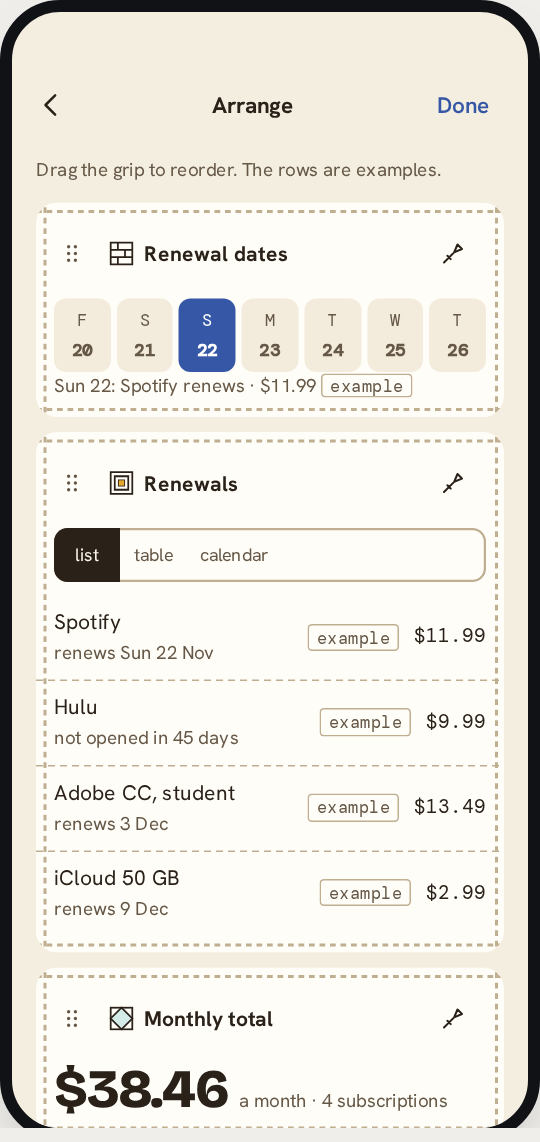 Arrange
Done
Drag the grip to reorder. The rows are examples.
Renewal dates
F S S M T W T
20 21 22 23 24 25 26
Sun 22: Spotify renews · $11.99 example
Renewals
list table calendar
Spotify
renews Sun 22 Nov
example $11.99
Hulu
not opened in 45 days
example $9.99
Adobe CC, student
renews 3 Dec
example $13.49
iCloud 50 GB
renews 9 Dec
example $2.99
Monthly total
$38.46 a month · 4 subscriptions